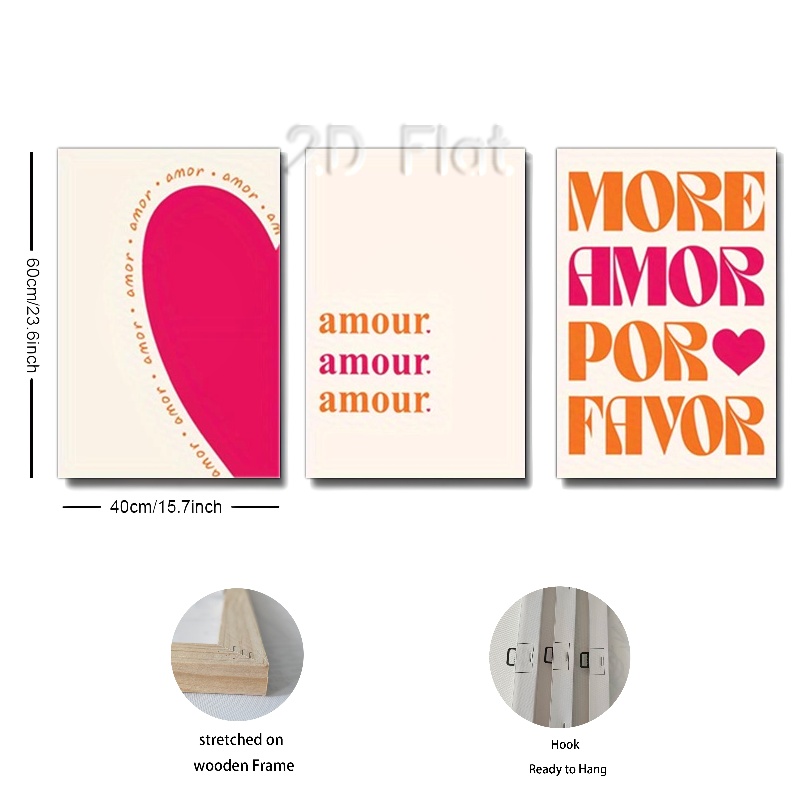 2D Flat
amor • amor • amor • amor • amor • amor • amor • am
amour.
amour.
amour.
MORE
AMOR
POR
FAVOR
60cm/23.6inch
40cm/15.7inch
stretched on
wooden Frame
Hook
Ready to Hang